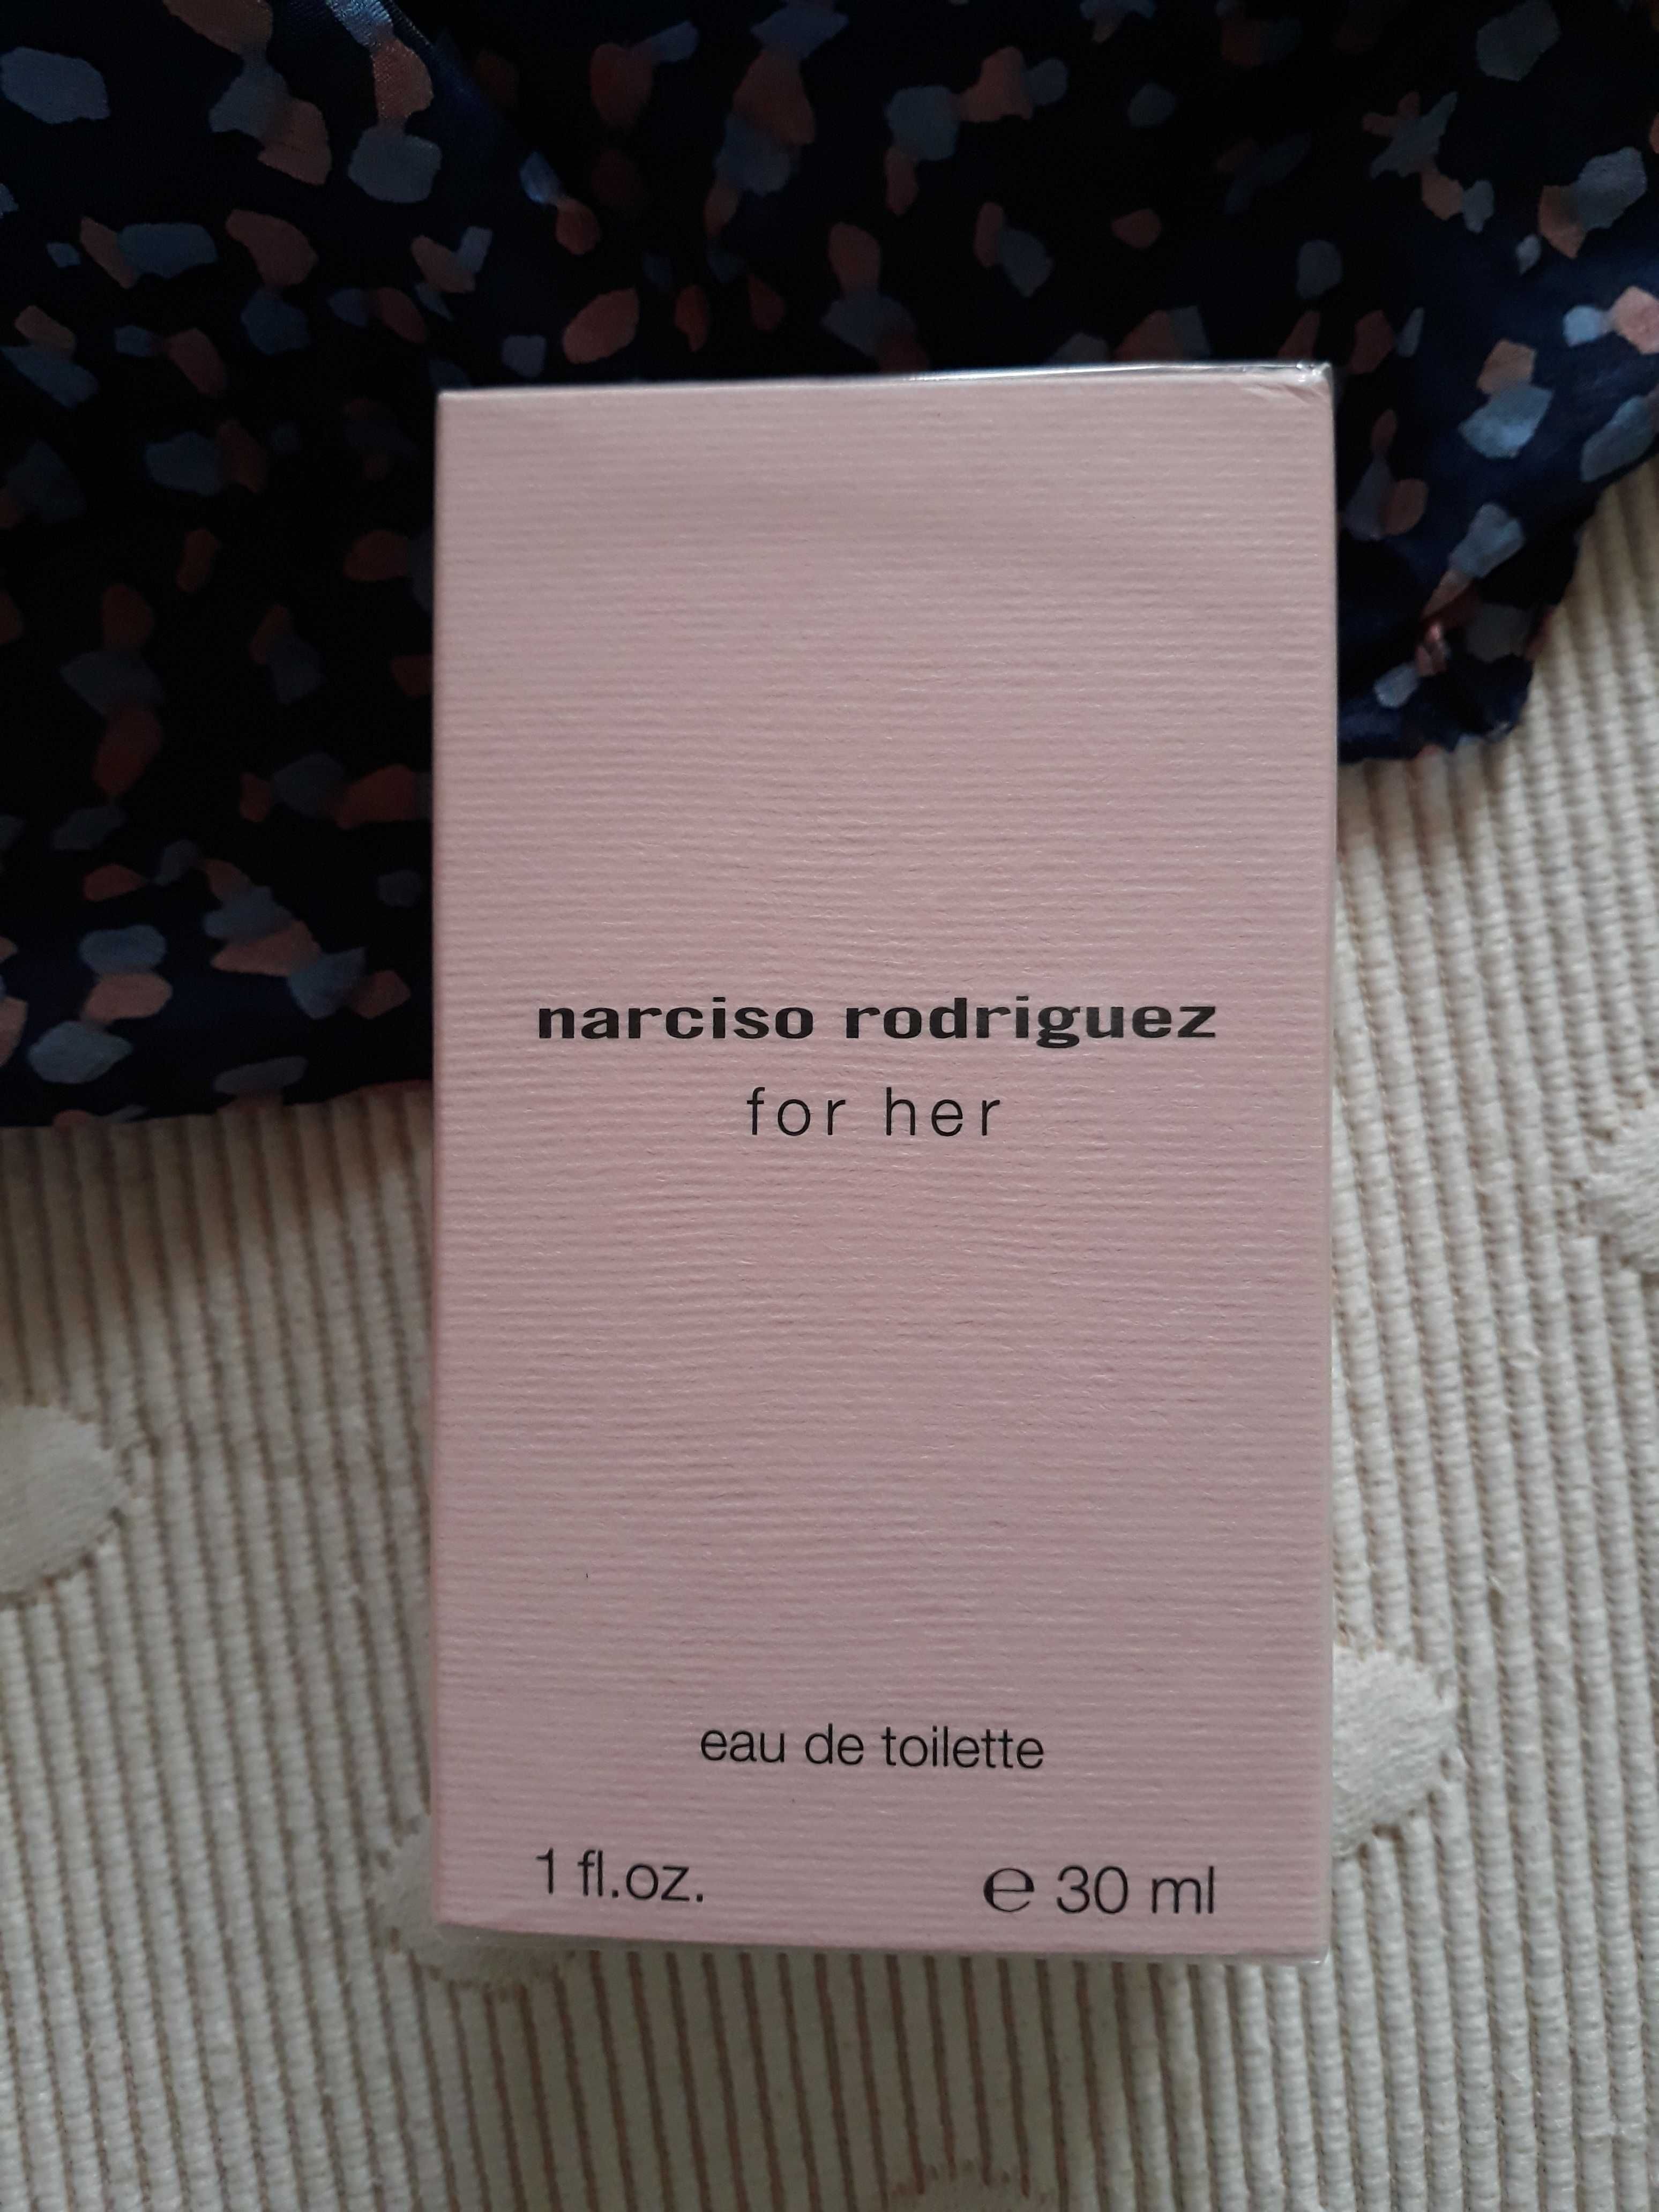 narciso rodriguez
for her
eau de toilette
1 fl.oz. ℮ 30 ml